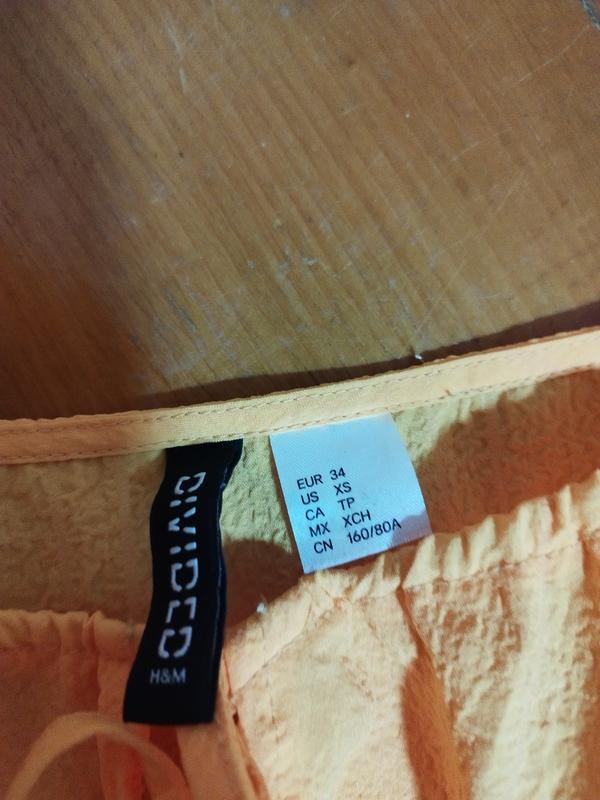 DIVIDED
H&M
EUR 34
US XS
CA TP
MX XCH
CN 160/80A